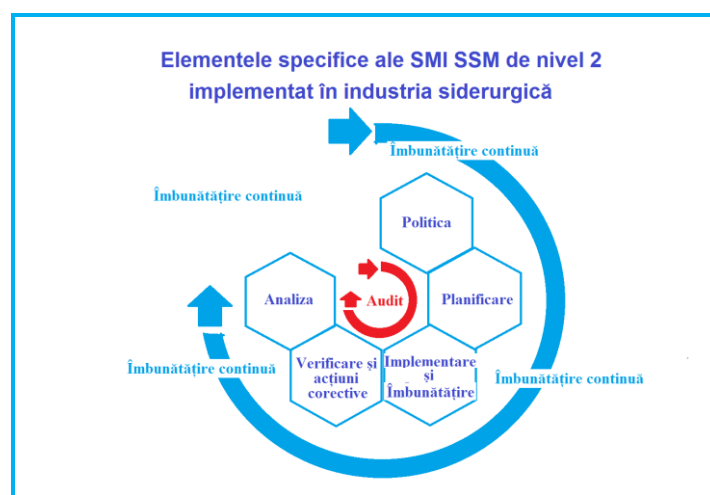 Elementele specifice ale SMI SSM de nivel 2
implementat în industria siderurgică
Îmbunătățire continuă
Îmbunătățire continuă
Politica
Analiza
Audit
Planificare
Verificare și
acțiuni
corective
Implementare
și
Îmbunătățire
Îmbunătățire continuă
Îmbunătățire continuă